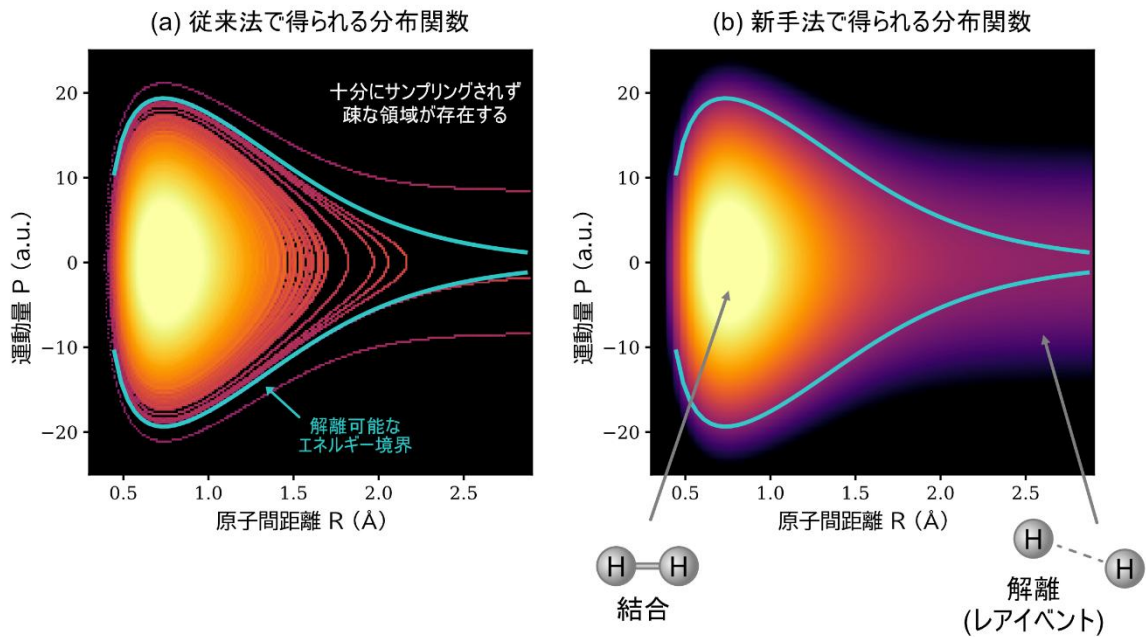 (a) 従来法で得られる分布関数
十分にサンプリングされず
疎な領域が存在する
解離可能な
エネルギー境界
運動量 P (a.u.)
20
10
0
−10
−20
0.5 1.0 1.5 2.0 2.5
原子間距離 R (Å)
(b) 新手法で得られる分布関数
運動量 P (a.u.)
20
10
0
−10
−20
0.5 1.0 1.5 2.0 2.5
原子間距離 R (Å)
H H
結合
H H
解離
(レアイベント)